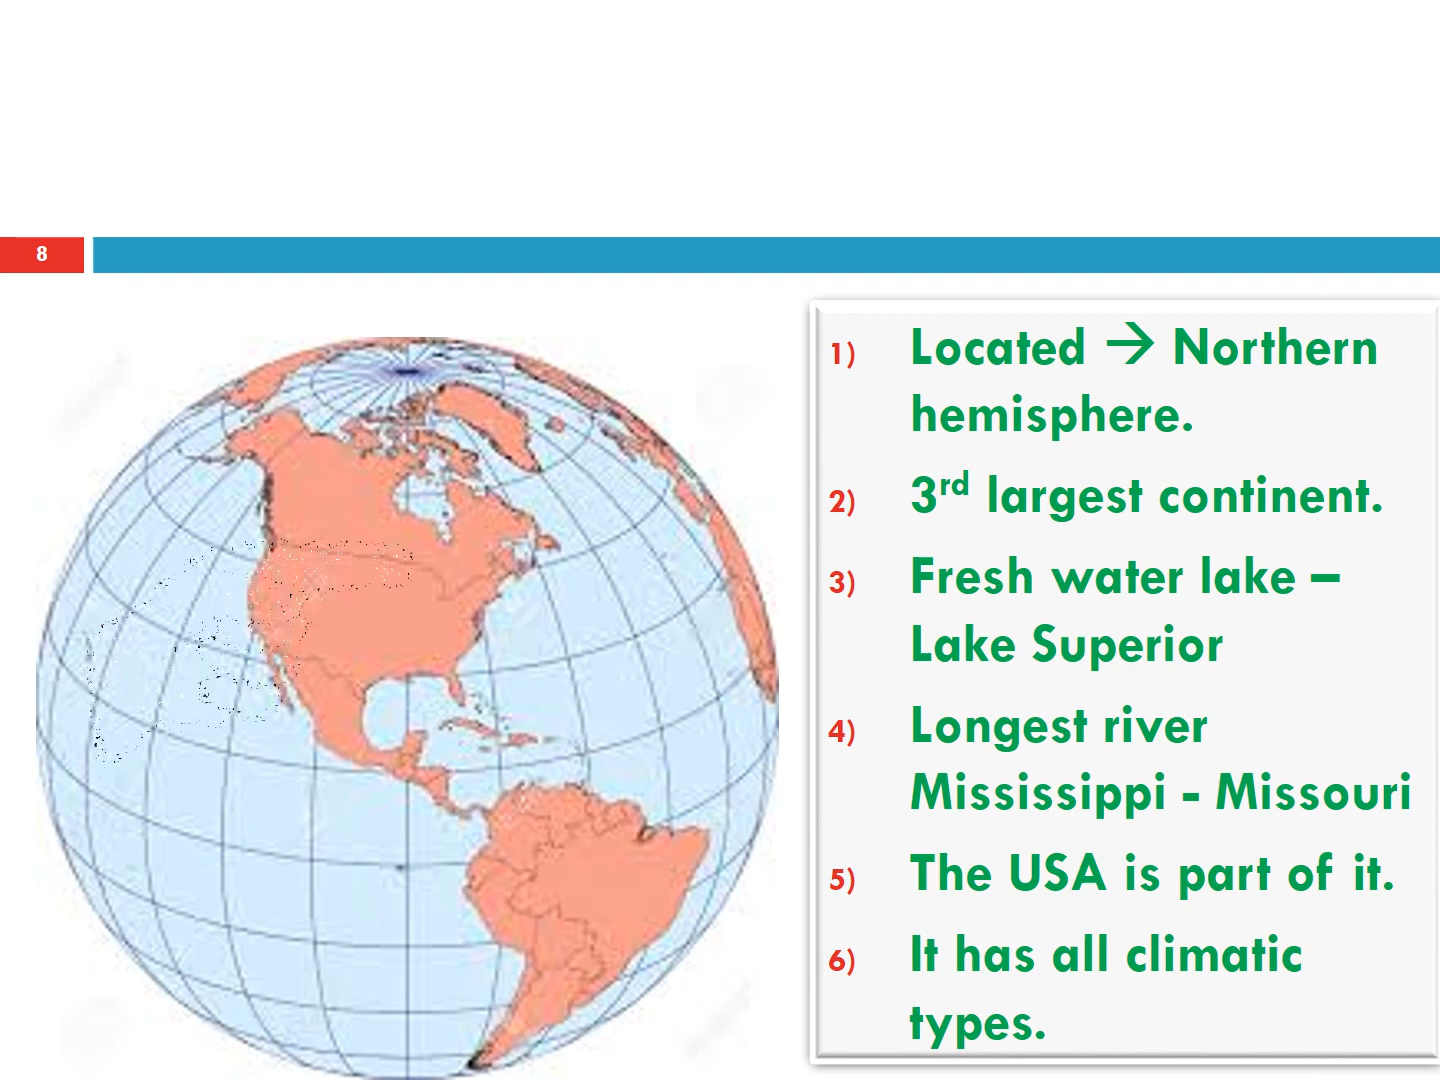 8
1) Located → Northern
hemisphere.
2) 3rd largest continent.
3) Fresh water lake –
Lake Superior
4) Longest river
Mississippi - Missouri
5) The USA is part of it.
6) It has all climatic
types.